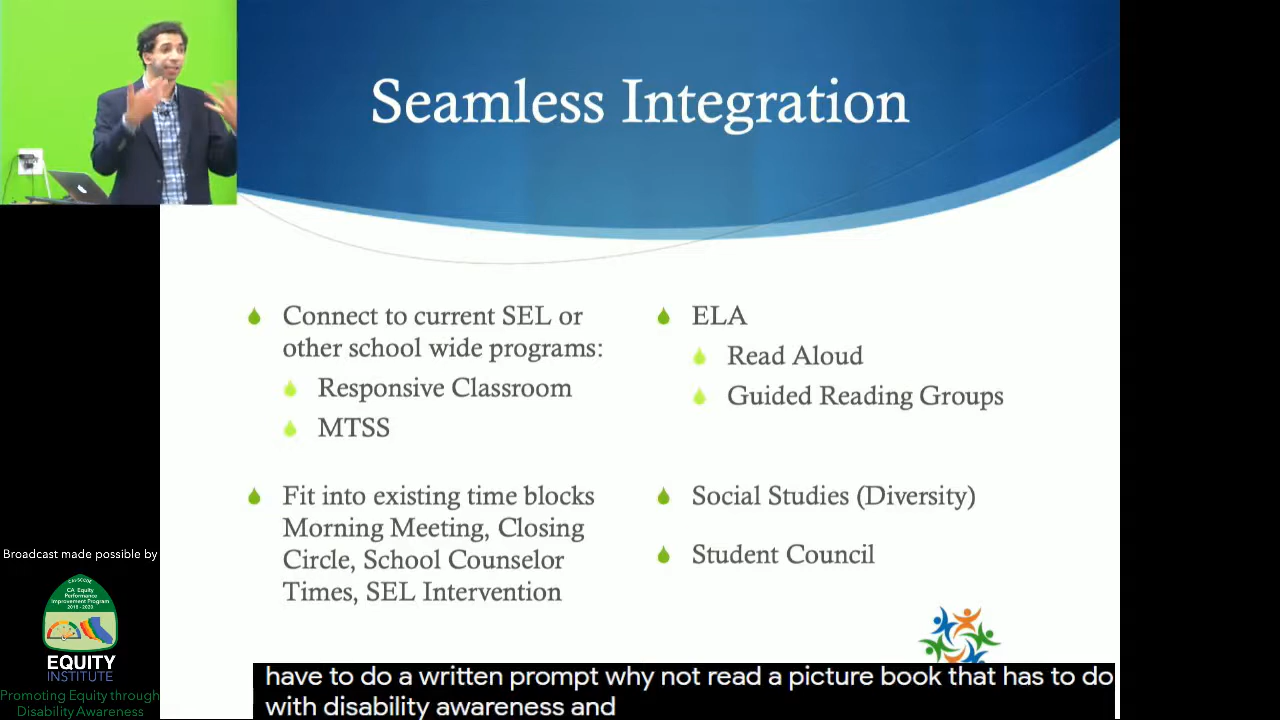 Seamless Integration
Connect to current SEL or
other school wide programs:
Responsive Classroom
MTSS
Fit into existing time blocks
Morning Meeting, Closing
Circle, School Counselor
Times, SEL Intervention
ELA
Read Aloud
Guided Reading Groups
Social Studies (Diversity)
Student Council
Broadcast made possible by
CA Equity
Performance
Improvement Program
2018 - 2020
EQUITY
INSTITUTE
Promoting Equity through
Disability Awareness
have to do a written prompt why not read a picture book that has to do
with disability awareness and